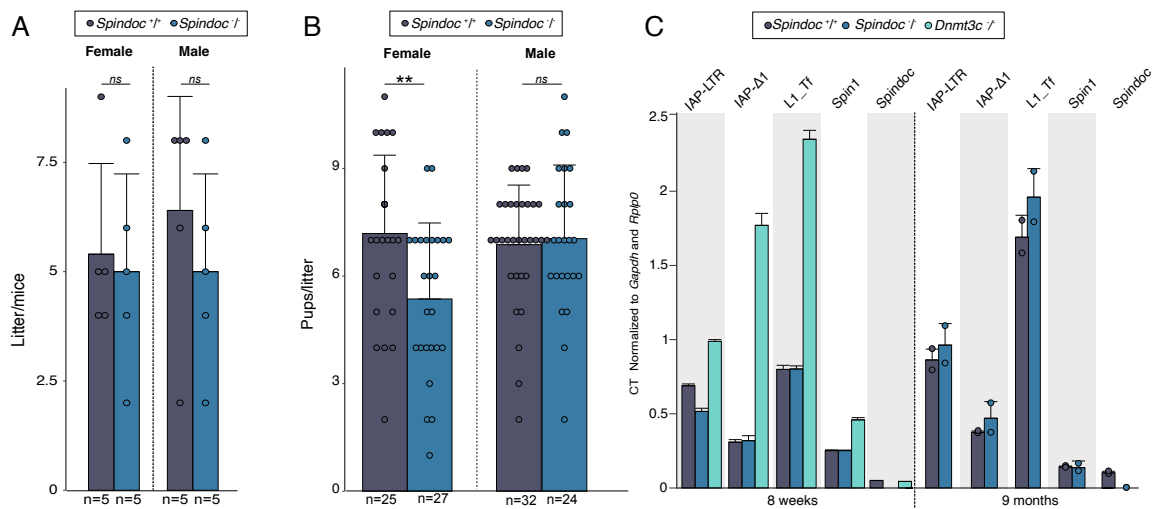 A
Spindoc +/+ Spindoc -/-
Female Male
ns ns
Litter/mice
7.5
5
2.5
0
n=5 n=5 n=5 n=5
B
Spindoc +/+ Spindoc -/-
Female Male
** ns
Pups/litter
9
6
3
0
n=25 n=27 n=32 n=24
C
Spindoc +/+ Spindoc -/- Dnmt3c -/-
IAP-LTR IAP-Δ1 L1_Tf Spin1 Spindoc IAP-LTR IAP-Δ1 L1_Tf Spin1 Spindoc
CT Normalized to Gapdh and Rplp0
2.5
2
1.5
1
0.5
0
8 weeks 9 months